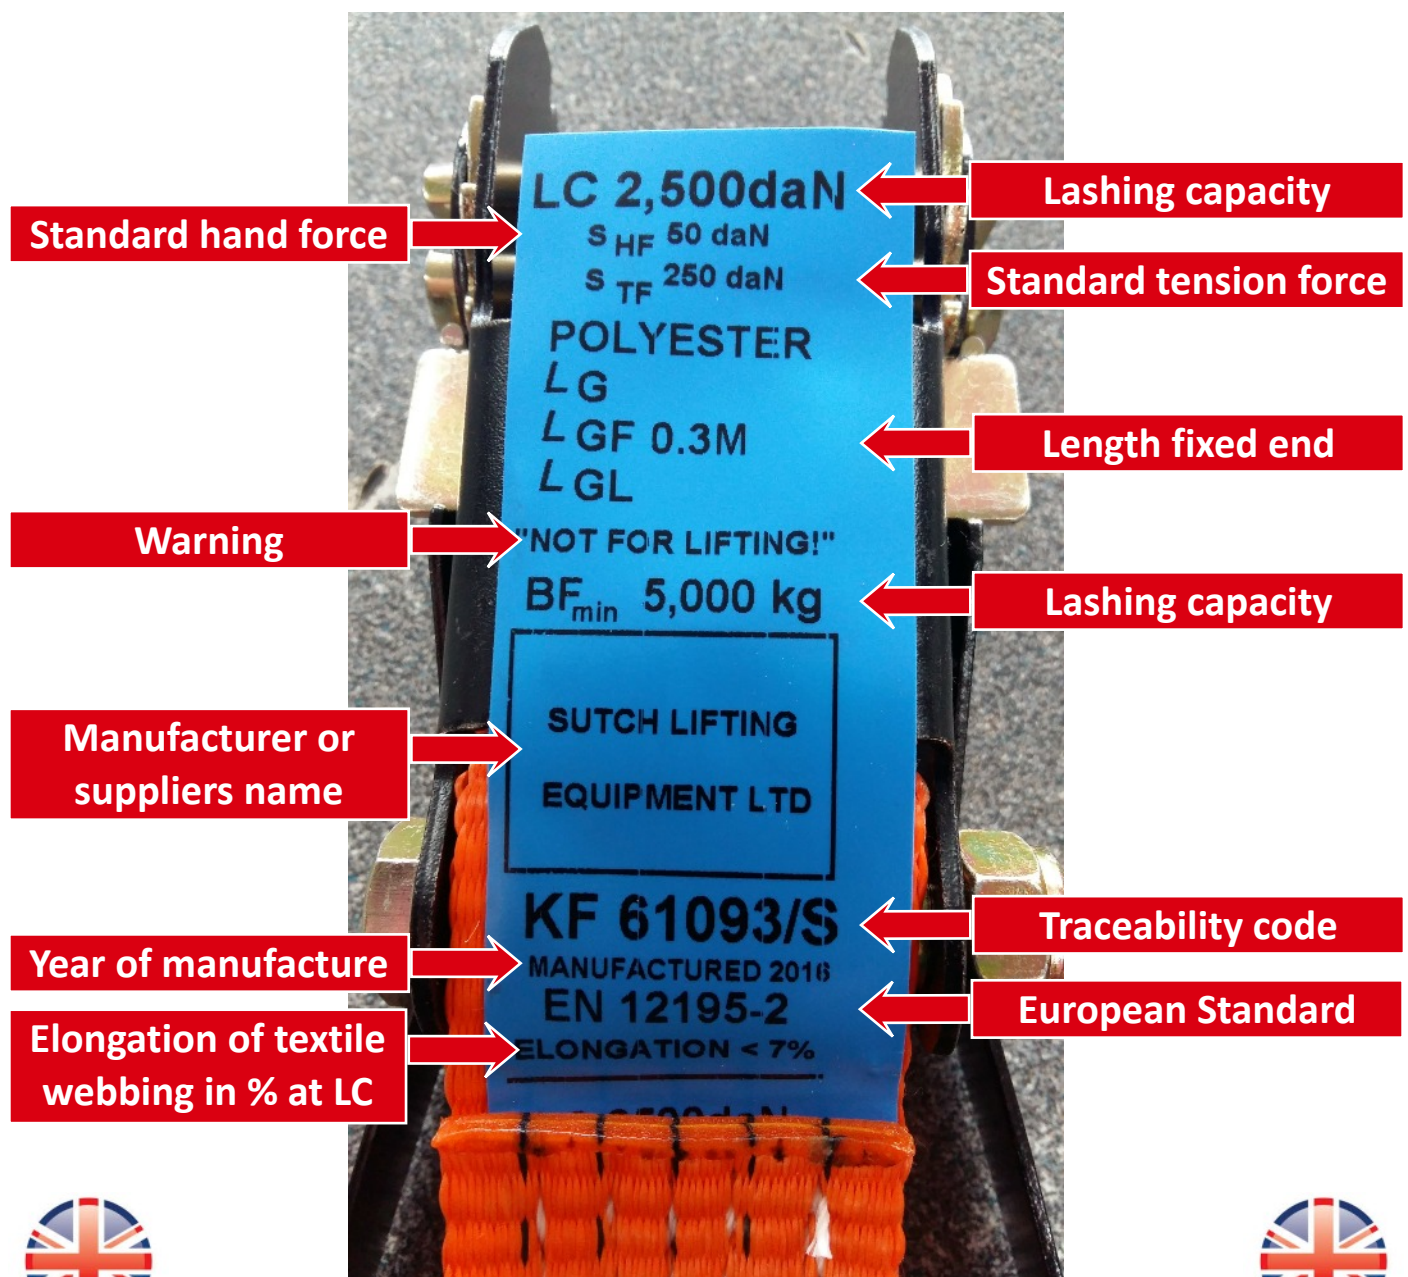 LC 2,500daN
Lashing capacity
Standard hand force
S HF 50 daN
S TF 250 daN
Standard tension force
POLYESTER
L G
L GF 0.3M
Length fixed end
L GL
Warning
"NOT FOR LIFTING!"
BFmin 5,000 kg
Lashing capacity
Manufacturer or
suppliers name
SUTCH LIFTING
EQUIPMENT LTD
KF 61093/S
Traceability code
Year of manufacture
MANUFACTURED 2016
EN 12195-2
European Standard
Elongation of textile
webbing in % at LC
ELONGATION < 7%